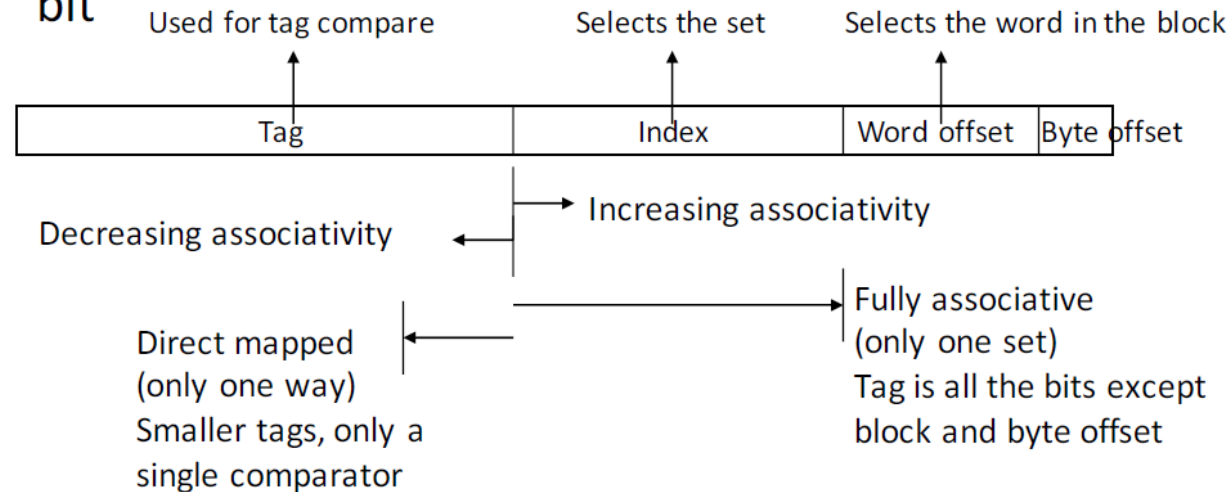 bit
Used for tag compare
Selects the set
Selects the word in the block
Tag
Index
Word offset
Byte offset
Increasing associativity
Decreasing associativity
Fully associative
(only one set)
Tag is all the bits except
block and byte offset
Direct mapped
(only one way)
Smaller tags, only a
single comparator